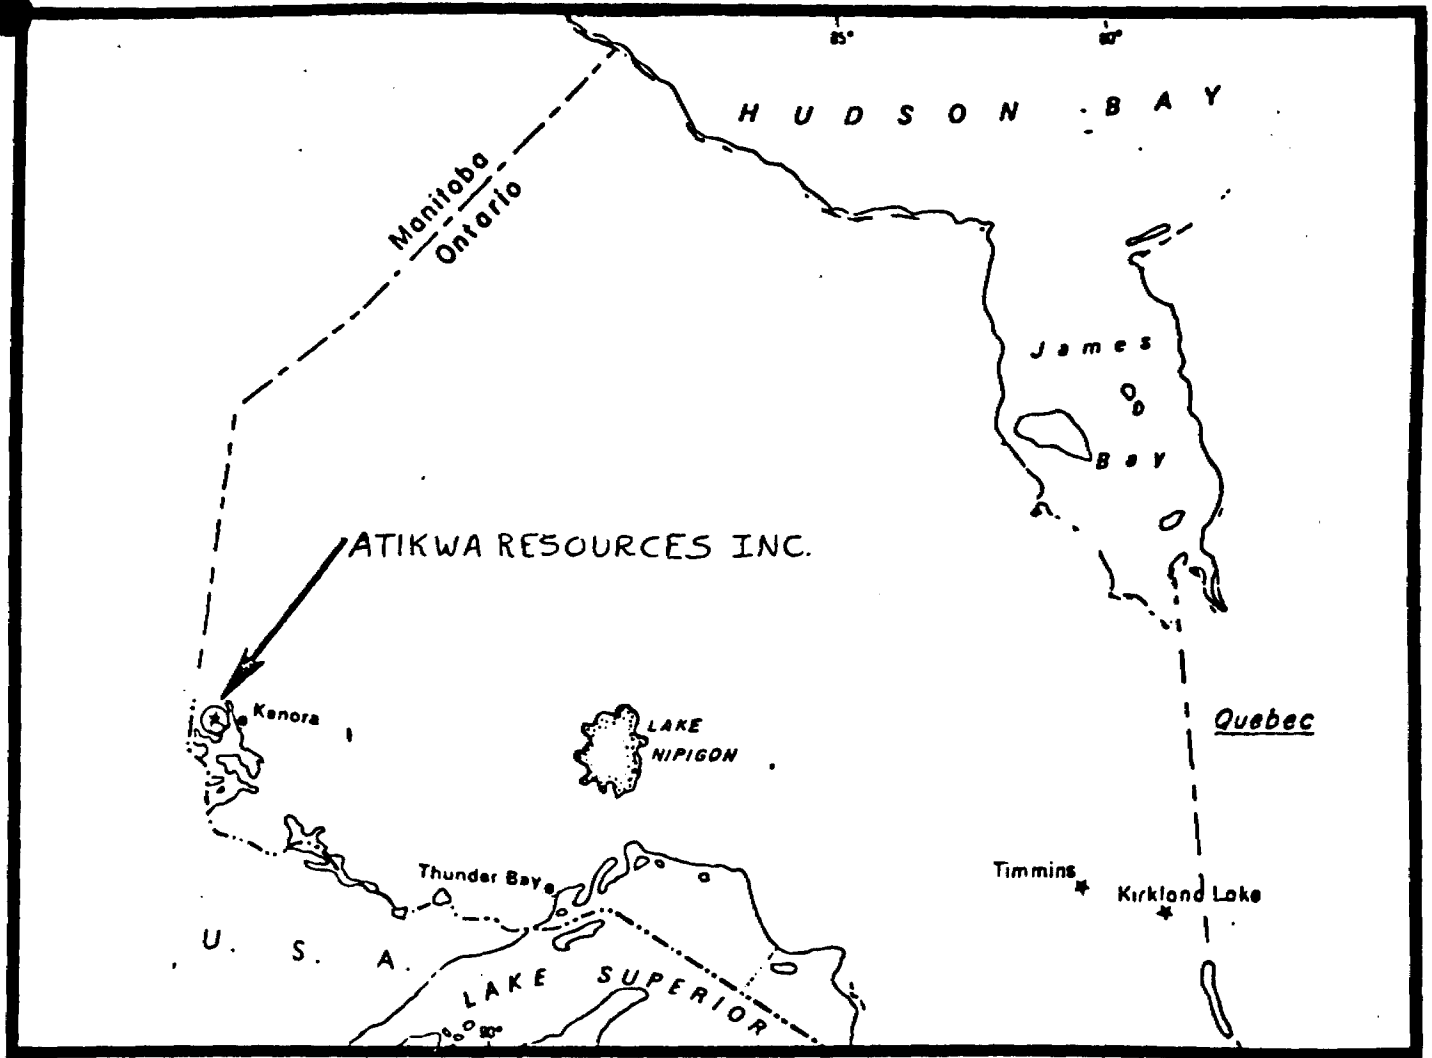 85°
80°
HUDSON BAY
Manitoba
Ontario
James
Bay
ATIKWA RESOURCES INC.
Kenora
LAKE
NIPIGON
Quebec
Thunder Bay
Timmins
Kirkland Lake
U. S. A.
LAKE SUPERIOR
90°